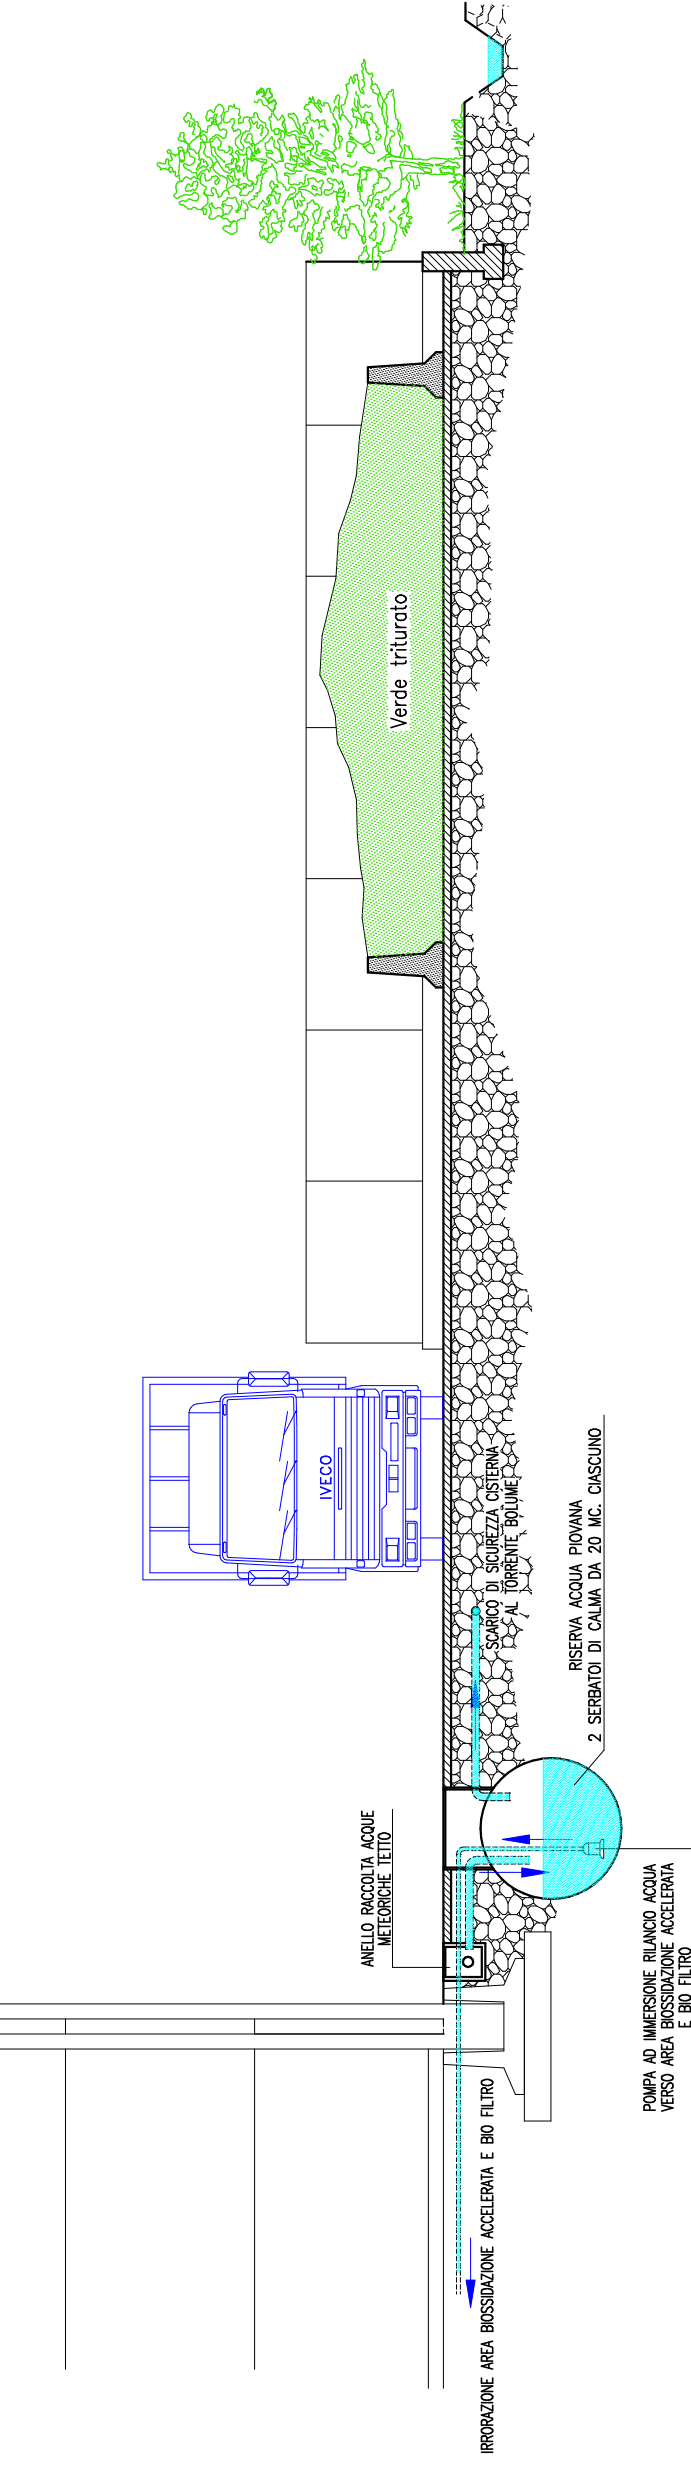 IRRORAZIONE AREA BIOSSIDAZIONE ACCELERATA E BIO FILTRO
ANELLO RACCOLTA ACQUE
METEORICHE TETTO
POMPA AD IMMERSIONE RILANCIO ACQUA
VERSO AREA BIOSSIDAZIONE ACCELERATA
E BIO FILTRO
SCARICO DI SICUREZZA CISTERNA
AL TORRENTE BOLUME
RISERVA ACQUA PIOVANA
2 SERBATOI DI CALMA DA 20 MC. CIASCUNO
IVECO
Verde triturato